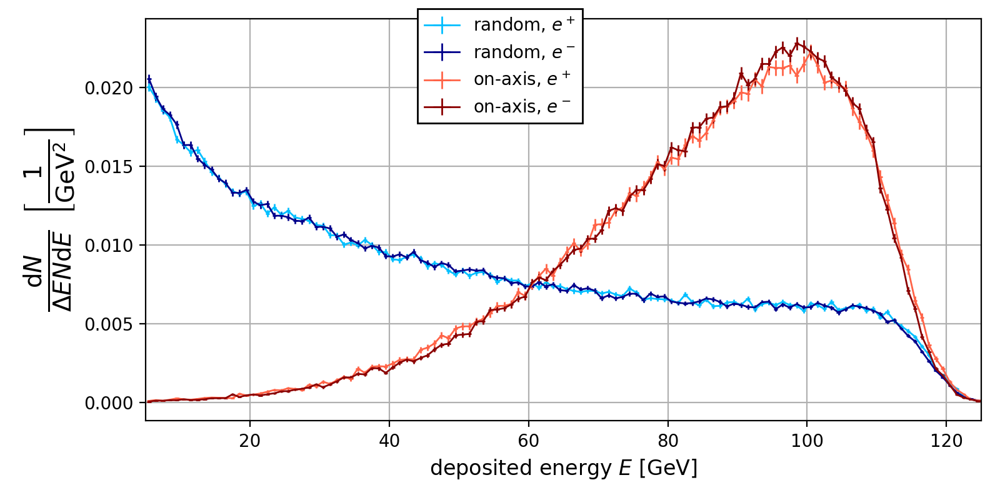 random, e⁺
random, e⁻
on-axis, e⁺
on-axis, e⁻
dN / ΔENdE [1 / GeV²]
0.020
0.015
0.010
0.005
0.000
20 40 60 80 100 120
deposited energy E [GeV]